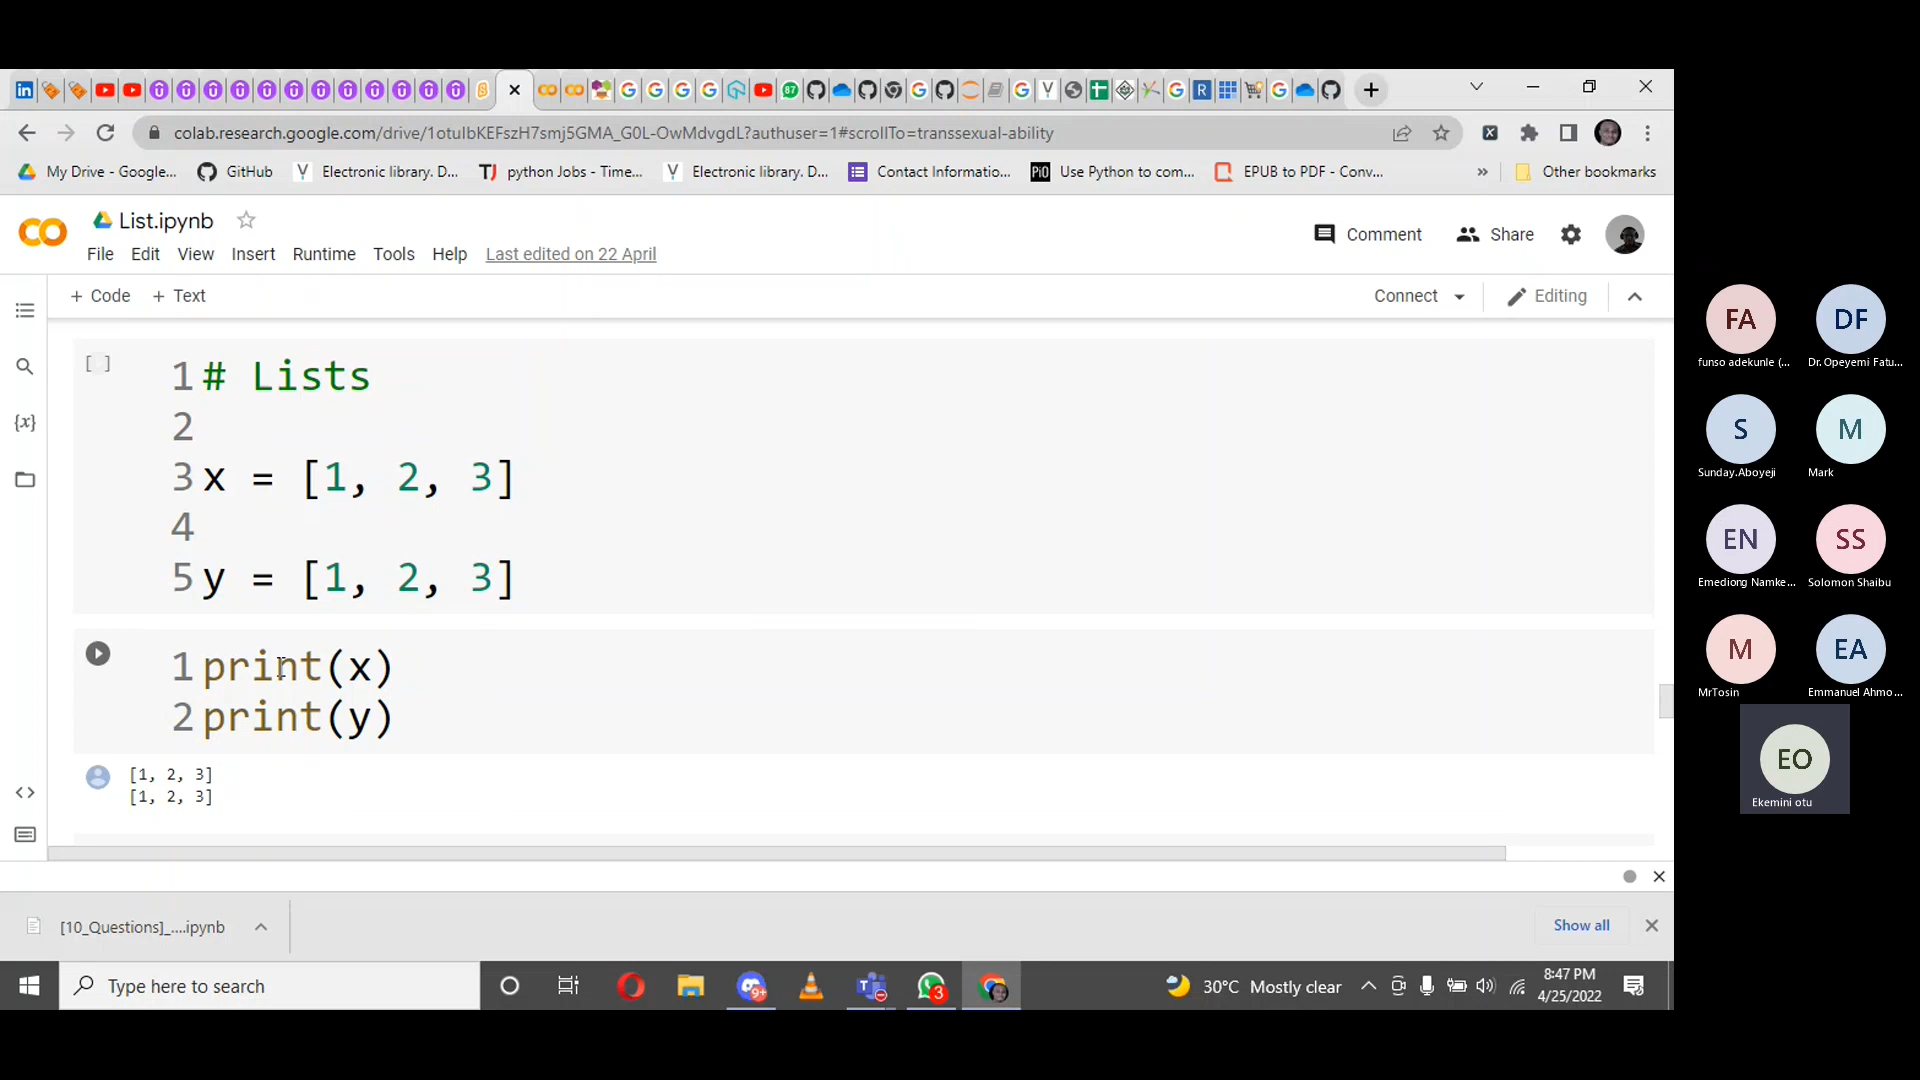 colab.research.google.com/drive/1otuIbKEFszH7smj5GMA_G0L-OwMdvgdL?authuser=1#scrollTo=transsexual-ability
My Drive - Google...
GitHub
Electronic library. D...
python Jobs - Time...
Electronic library. D...
Contact Informatio...
Use Python to com...
EPUB to PDF - Conv...
»
Other bookmarks
List.ipynb
Comment
Share
File Edit View Insert Runtime Tools Help Last edited on 22 April
+ Code + Text
Connect
Editing
[ ]
1 # Lists
2
3 x = [1, 2, 3]
4
5 y = [1, 2, 3]
1 print(x)
2 print(y)
[1, 2, 3]
[1, 2, 3]
[10_Questions]_....ipynb
Show all
Type here to search
30°C Mostly clear
8:47 PM
4/25/2022
FA
funso adekunle (...
DF
Dr. Opeyemi Fatu...
S
Sunday.Aboyeji
M
Mark
EN
Emediong Namke...
SS
Solomon Shaibu
M
MrTosin
EA
Emmanuel Ahmo...
EO
Ekemini otu